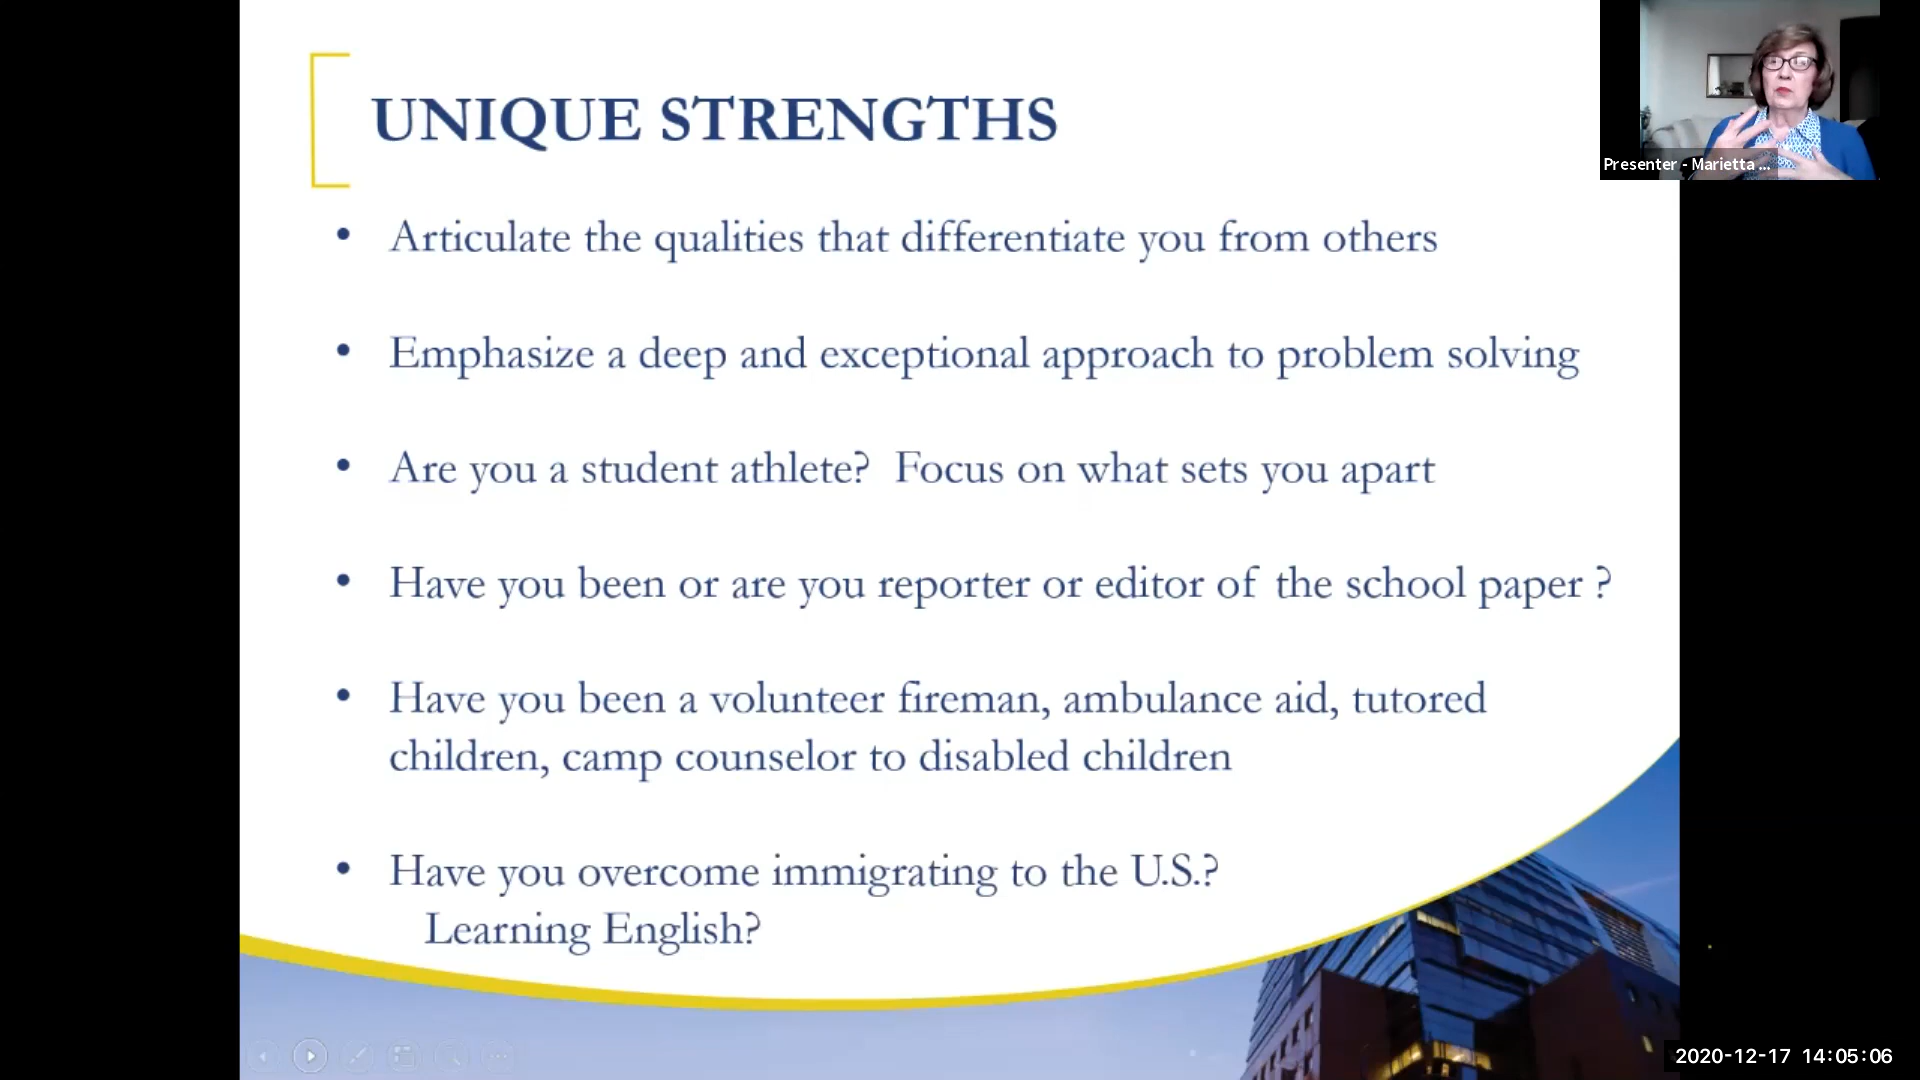 UNIQUE STRENGTHS
• Articulate the qualities that differentiate you from others
• Emphasize a deep and exceptional approach to problem solving
• Are you a student athlete?  Focus on what sets you apart
• Have you been or are you reporter or editor of the school paper ?
• Have you been a volunteer fireman, ambulance aid, tutored
children, camp counselor to disabled children
• Have you overcome immigrating to the U.S.?
Learning English?
Presenter - Marietta ...
2020-12-17 14:05:06